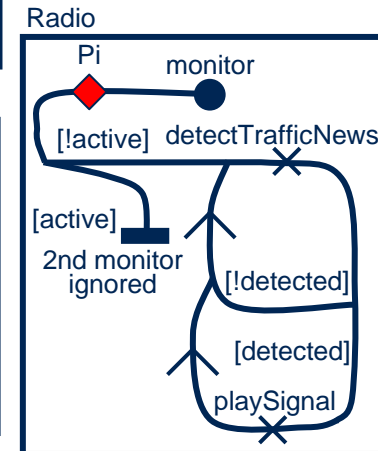 Radio
Pi
monitor
[!active]
detectTrafficNews
[active]
2nd monitor
ignored
[!detected]
[detected]
playSignal